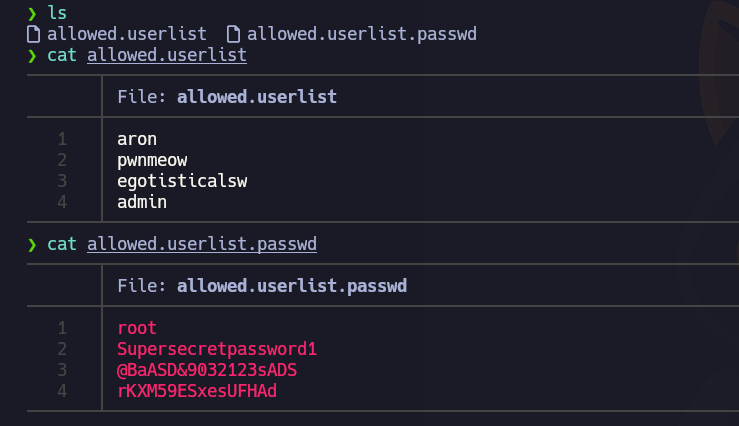 ❯ ls
allowed.userlist allowed.userlist.passwd
❯ cat allowed.userlist
File: allowed.userlist
1 aron
2 pwnmeow
3 egotisticalsw
4 admin
❯ cat allowed.userlist.passwd
File: allowed.userlist.passwd
1 root
2 Supersecretpassword1
3 @BaASD&9032123sADS
4 rKXM59ESxesUFHAd